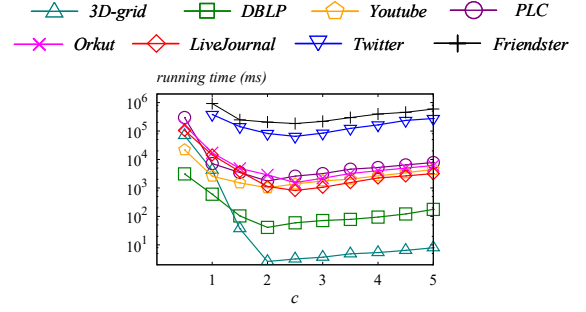 3D-grid DBLP Youtube PLC
Orkut LiveJournal Twitter Friendster
running time (ms)
10^6
10^5
10^4
10^3
10^2
10^1
1 2 3 4 5
c